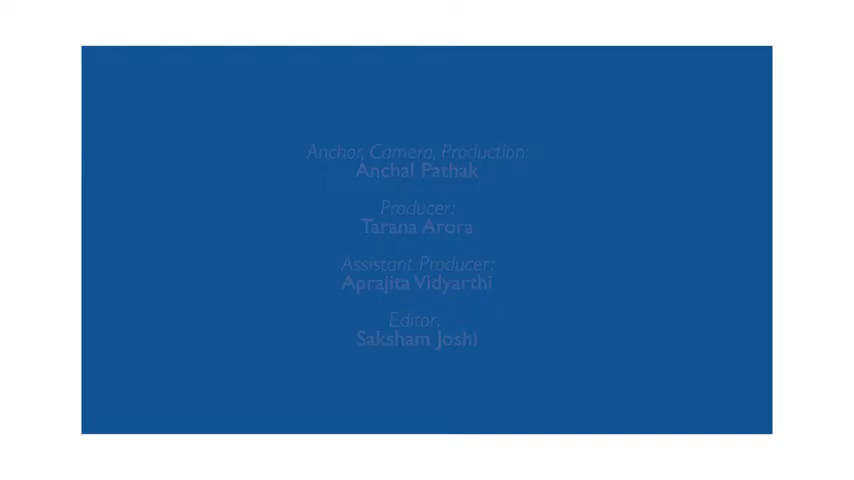 Anchor, Camera, Production:
Anchal Pathak
Producer:
Tarana Arora
Assistant Producer:
Aprajita Vidyarthi
Editor:
Saksham Joshi